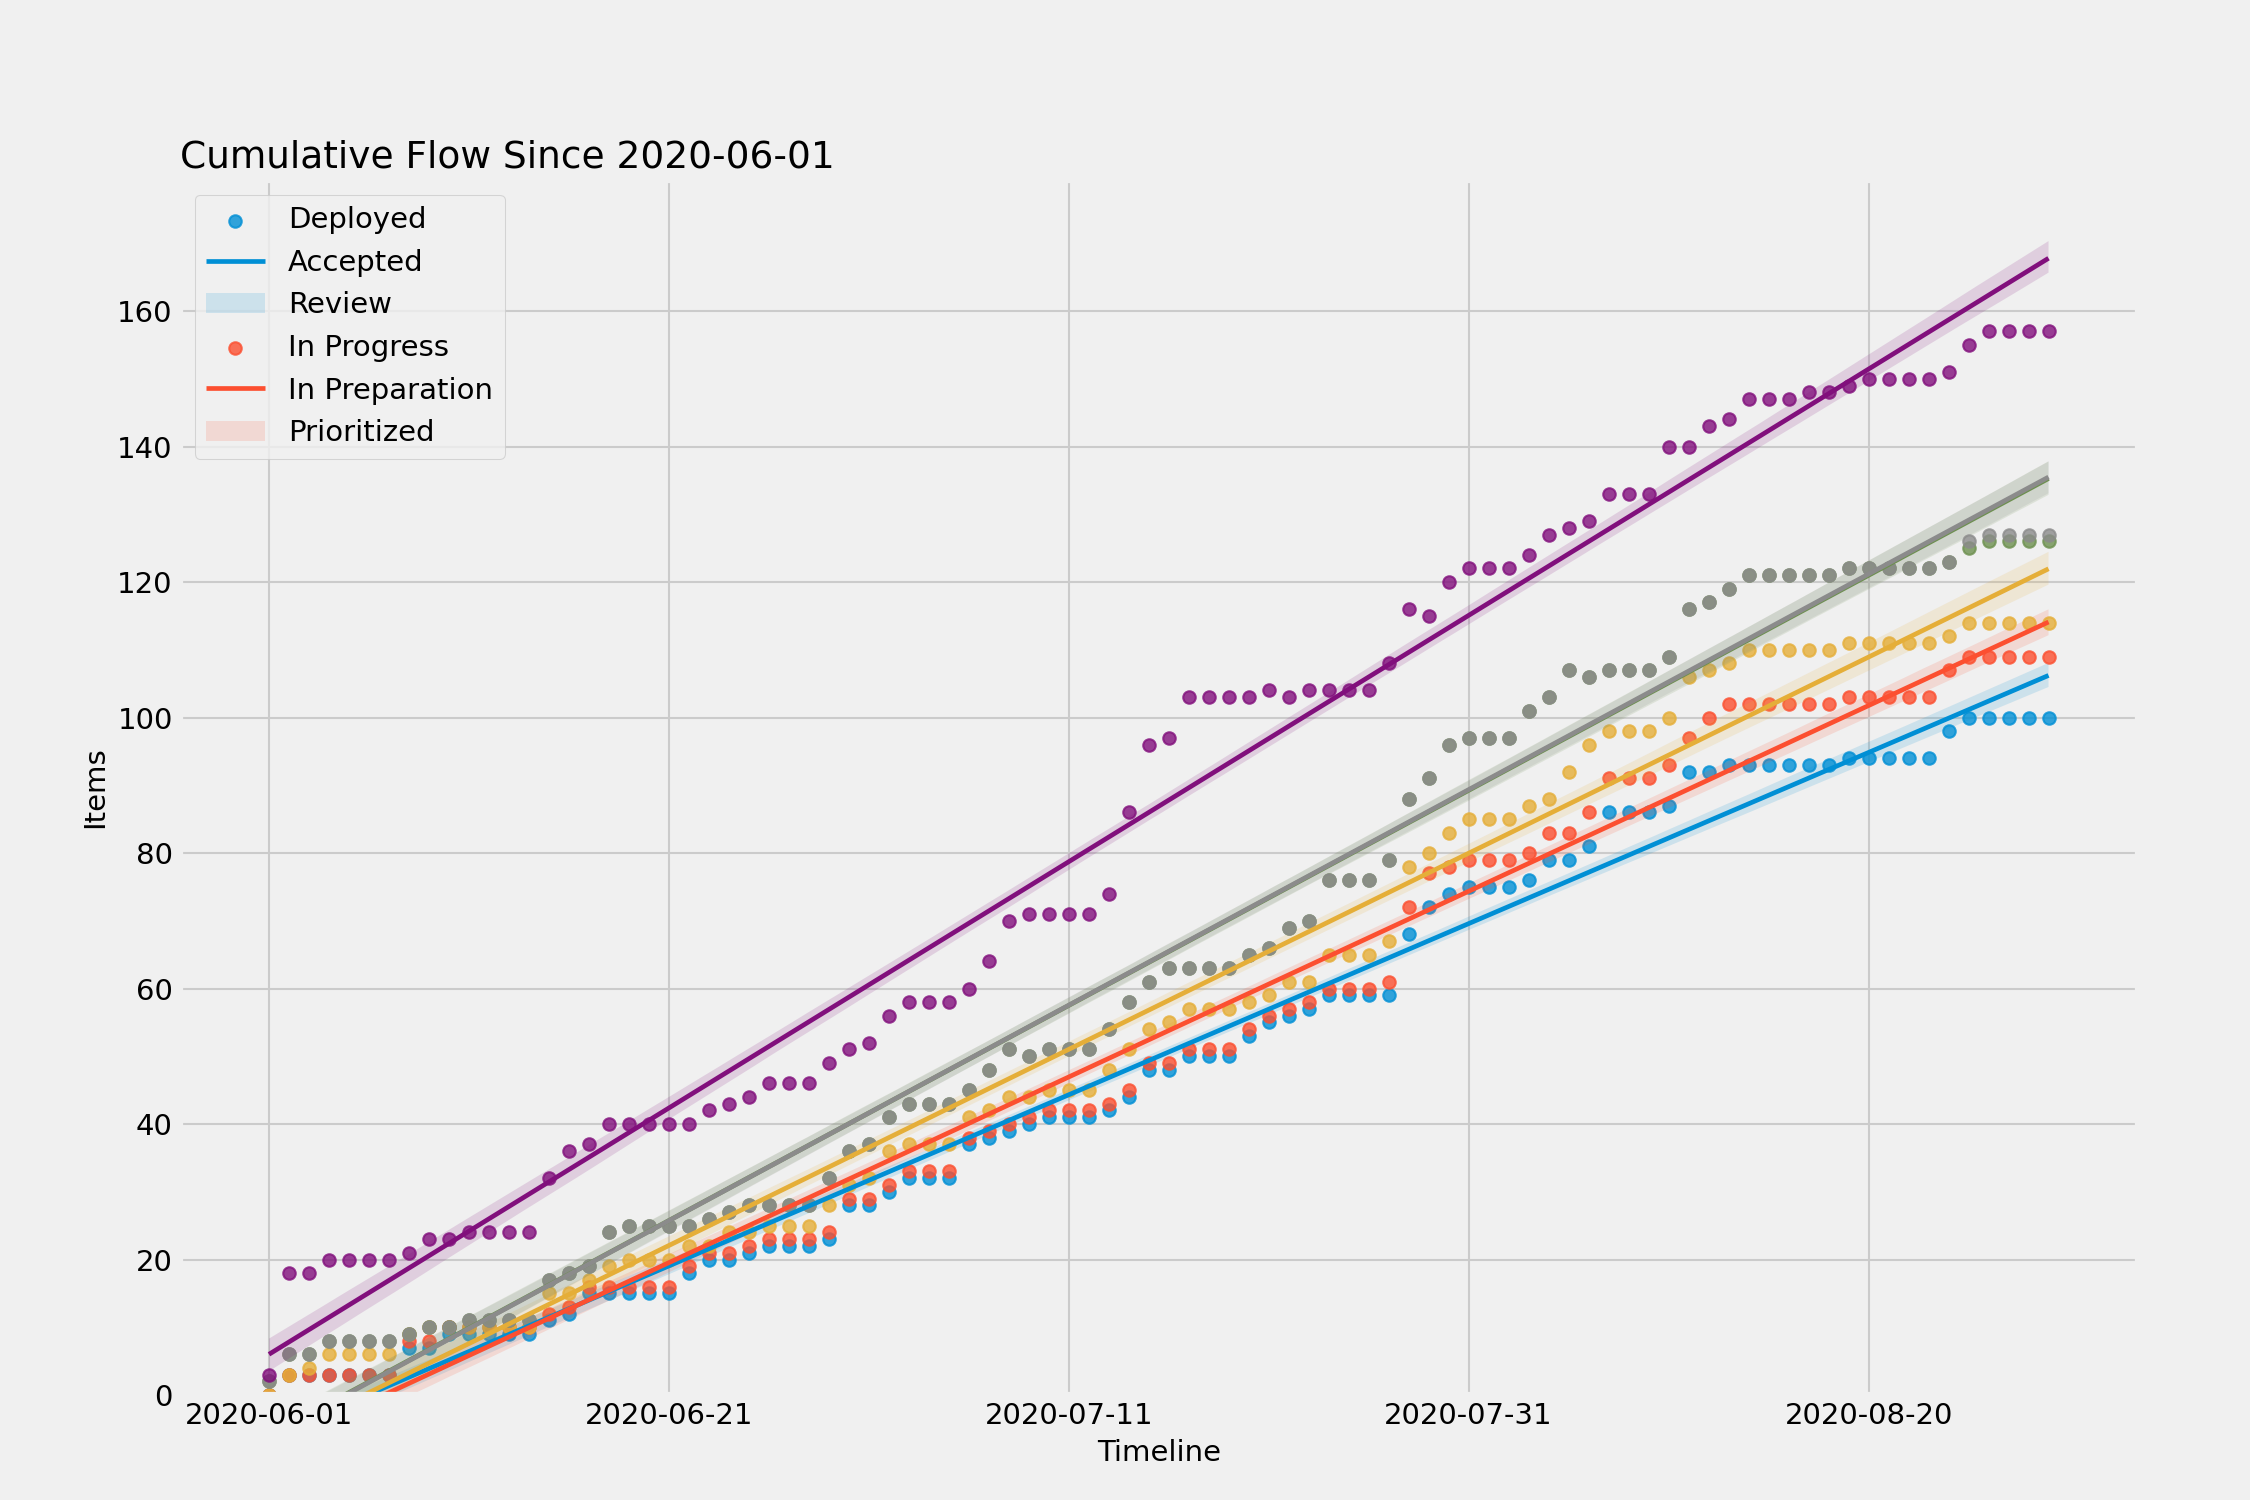 Cumulative Flow Since 2020-06-01
Deployed
Accepted
Review
In Progress
In Preparation
Prioritized
160
140
120
100
80
60
40
20
0
Items
2020-06-01 2020-06-21 2020-07-11 2020-07-31 2020-08-20
Timeline